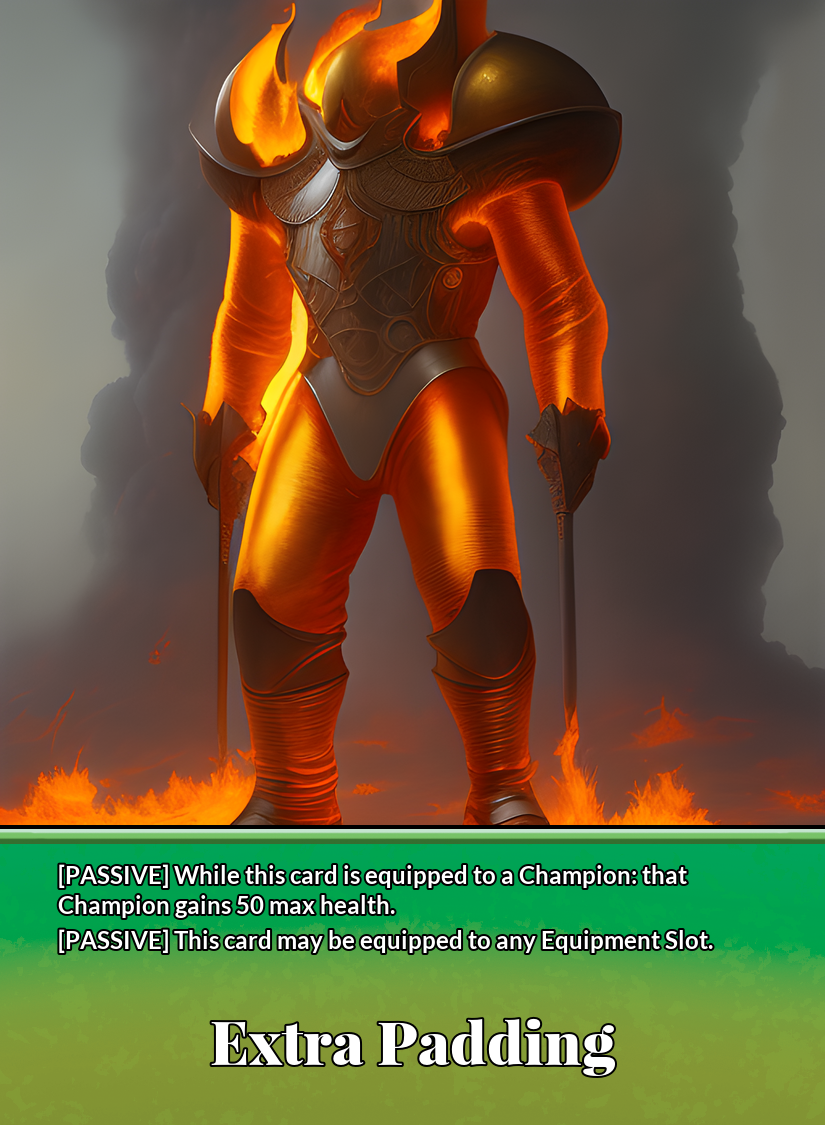 [PASSIVE] While this card is equipped to a Champion: that
Champion gains 50 max health.
[PASSIVE] This card may be equipped to any Equipment Slot.
Extra Padding